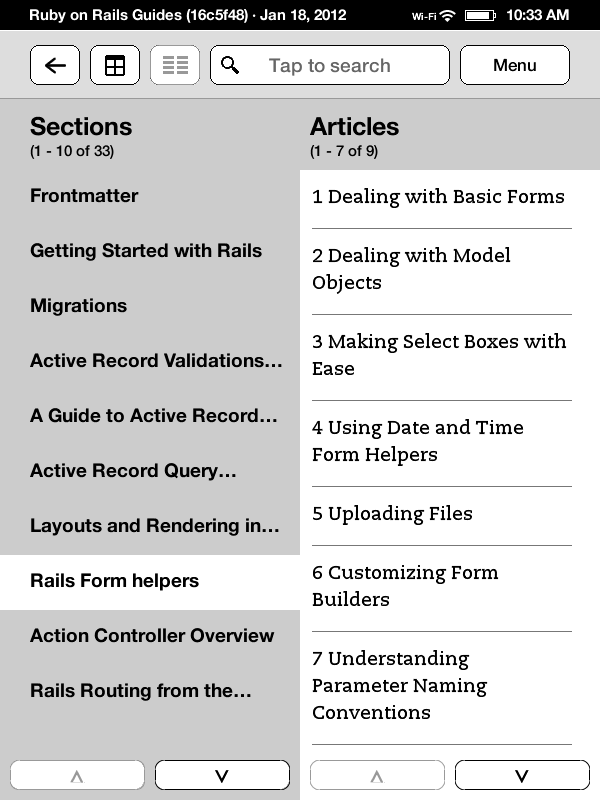 Ruby on Rails Guides (16c5f48) · Jan 18, 2012
Wi-Fi 10:33 AM
Tap to search
Menu
Sections
(1 - 10 of 33)
Frontmatter
Getting Started with Rails
Migrations
Active Record Validations...
A Guide to Active Record...
Active Record Query...
Layouts and Rendering in...
Rails Form helpers
Action Controller Overview
Rails Routing from the...
Articles
(1 - 7 of 9)
1 Dealing with Basic Forms
2 Dealing with Model
Objects
3 Making Select Boxes with
Ease
4 Using Date and Time
Form Helpers
5 Uploading Files
6 Customizing Form
Builders
7 Understanding
Parameter Naming
Conventions